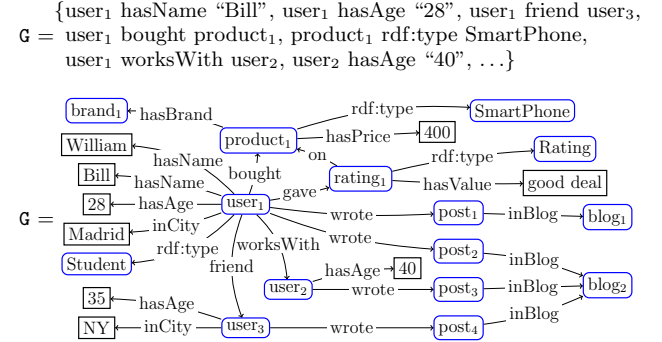 {user₁ hasName “Bill”, user₁ hasAge “28”, user₁ friend user₃,
G = user₁ bought product₁, product₁ rdf:type SmartPhone,
user₁ worksWith user₂, user₂ hasAge “40”, ...}
brand₁ hasBrand rdf:type SmartPhone
product₁ hasPrice 400
William hasName on rdf:type Rating
Bill hasName bought rating₁ hasValue good deal
28 hasAge user₁ gave
G =
Madrid inCity wrote post₁ inBlog blog₁
Student rdf:type worksWith wrote post₂ inBlog
friend user₂ hasAge 40
wrote post₃ inBlog blog₂
35 hasAge
NY inCity user₃ wrote post₄ inBlog